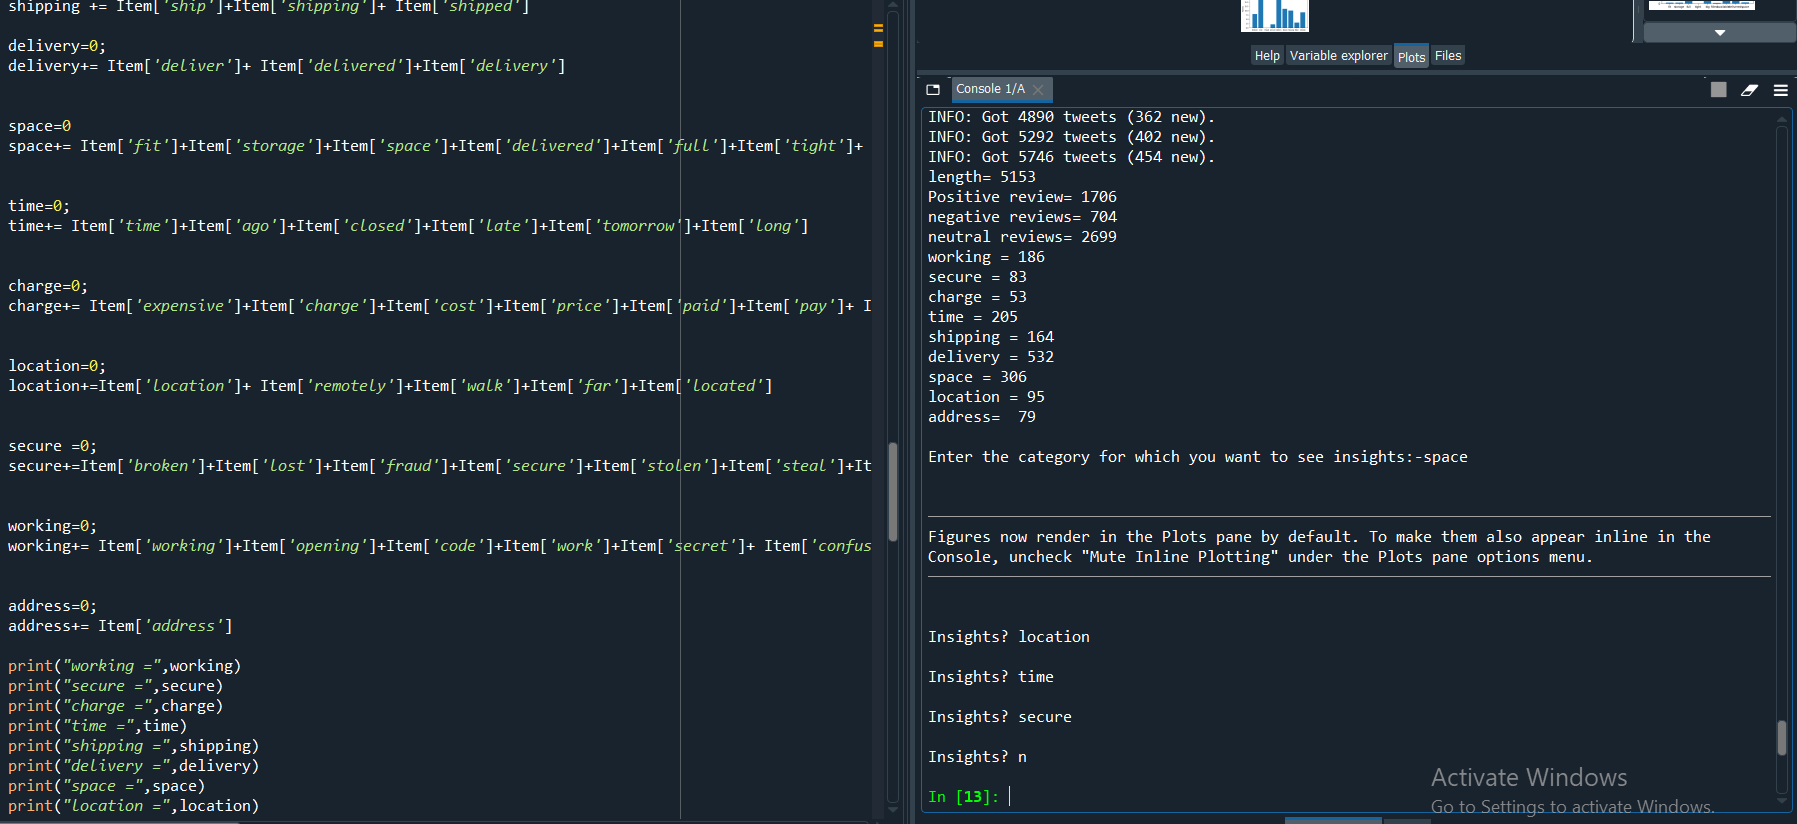 shipping += Item['ship']+Item['shipping']+ Item['shipped']
delivery=0;
delivery+= Item['deliver']+ Item['delivered']+Item['delivery']
space=0
space+= Item['fit']+Item['storage']+Item['space']+Item['delivered']+Item['full']+Item['tight']+
time=0;
time+= Item['time']+Item['ago']+Item['closed']+Item['late']+Item['tomorrow']+Item['long']
charge=0;
charge+= Item['expensive']+Item['charge']+Item['cost']+Item['price']+Item['paid']+Item['pay']+ I
location=0;
location+=Item['location']+ Item['remotely']+Item['walk']+Item['far']+Item['located']
secure =0;
secure+=Item['broken']+Item['lost']+Item['fraud']+Item['secure']+Item['stolen']+Item['steal']+It
working=0;
working+= Item['working']+Item['opening']+Item['code']+Item['work']+Item['secret']+ Item['confus
address=0;
address+= Item['address']
print("working =",working)
print("secure =",secure)
print("charge =",charge)
print("time =",time)
print("shipping =",shipping)
print("delivery =",delivery)
print("space =",space)
print("location =",location)
Help Variable explorer Plots Files
Console 1/A
INFO: Got 4890 tweets (362 new).
INFO: Got 5292 tweets (402 new).
INFO: Got 5746 tweets (454 new).
length= 5153
Positive review= 1706
negative reviews= 704
neutral reviews= 2699
working = 186
secure = 83
charge = 53
time = 205
shipping = 164
delivery = 532
space = 306
location = 95
address=  79
Enter the category for which you want to see insights:-space
Figures now render in the Plots pane by default. To make them also appear inline in the
Console, uncheck "Mute Inline Plotting" under the Plots pane options menu.
Insights? location
Insights? time
Insights? secure
Insights? n
In [13]:
Activate Windows
Go to Settings to activate Windows.